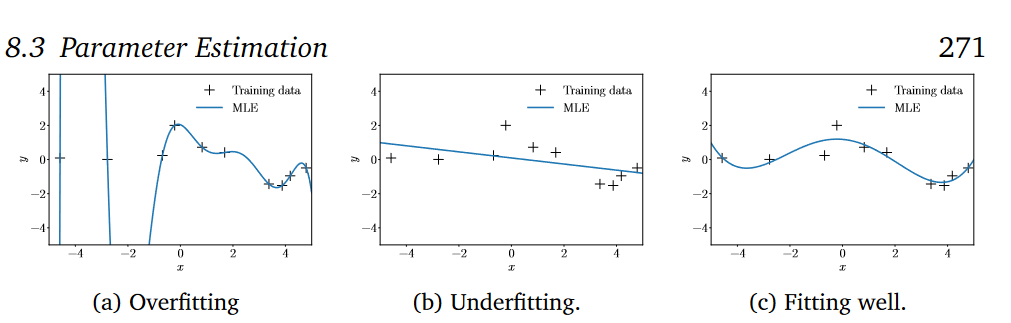 8.3 Parameter Estimation 271
Training data
MLE
4
2
0
−2
−4
y
−4 −2 0 2 4
x
(a) Overfitting
Training data
MLE
4
2
0
−2
−4
y
−4 −2 0 2 4
x
(b) Underfitting.
Training data
MLE
4
2
0
−2
−4
y
−4 −2 0 2 4
x
(c) Fitting well.